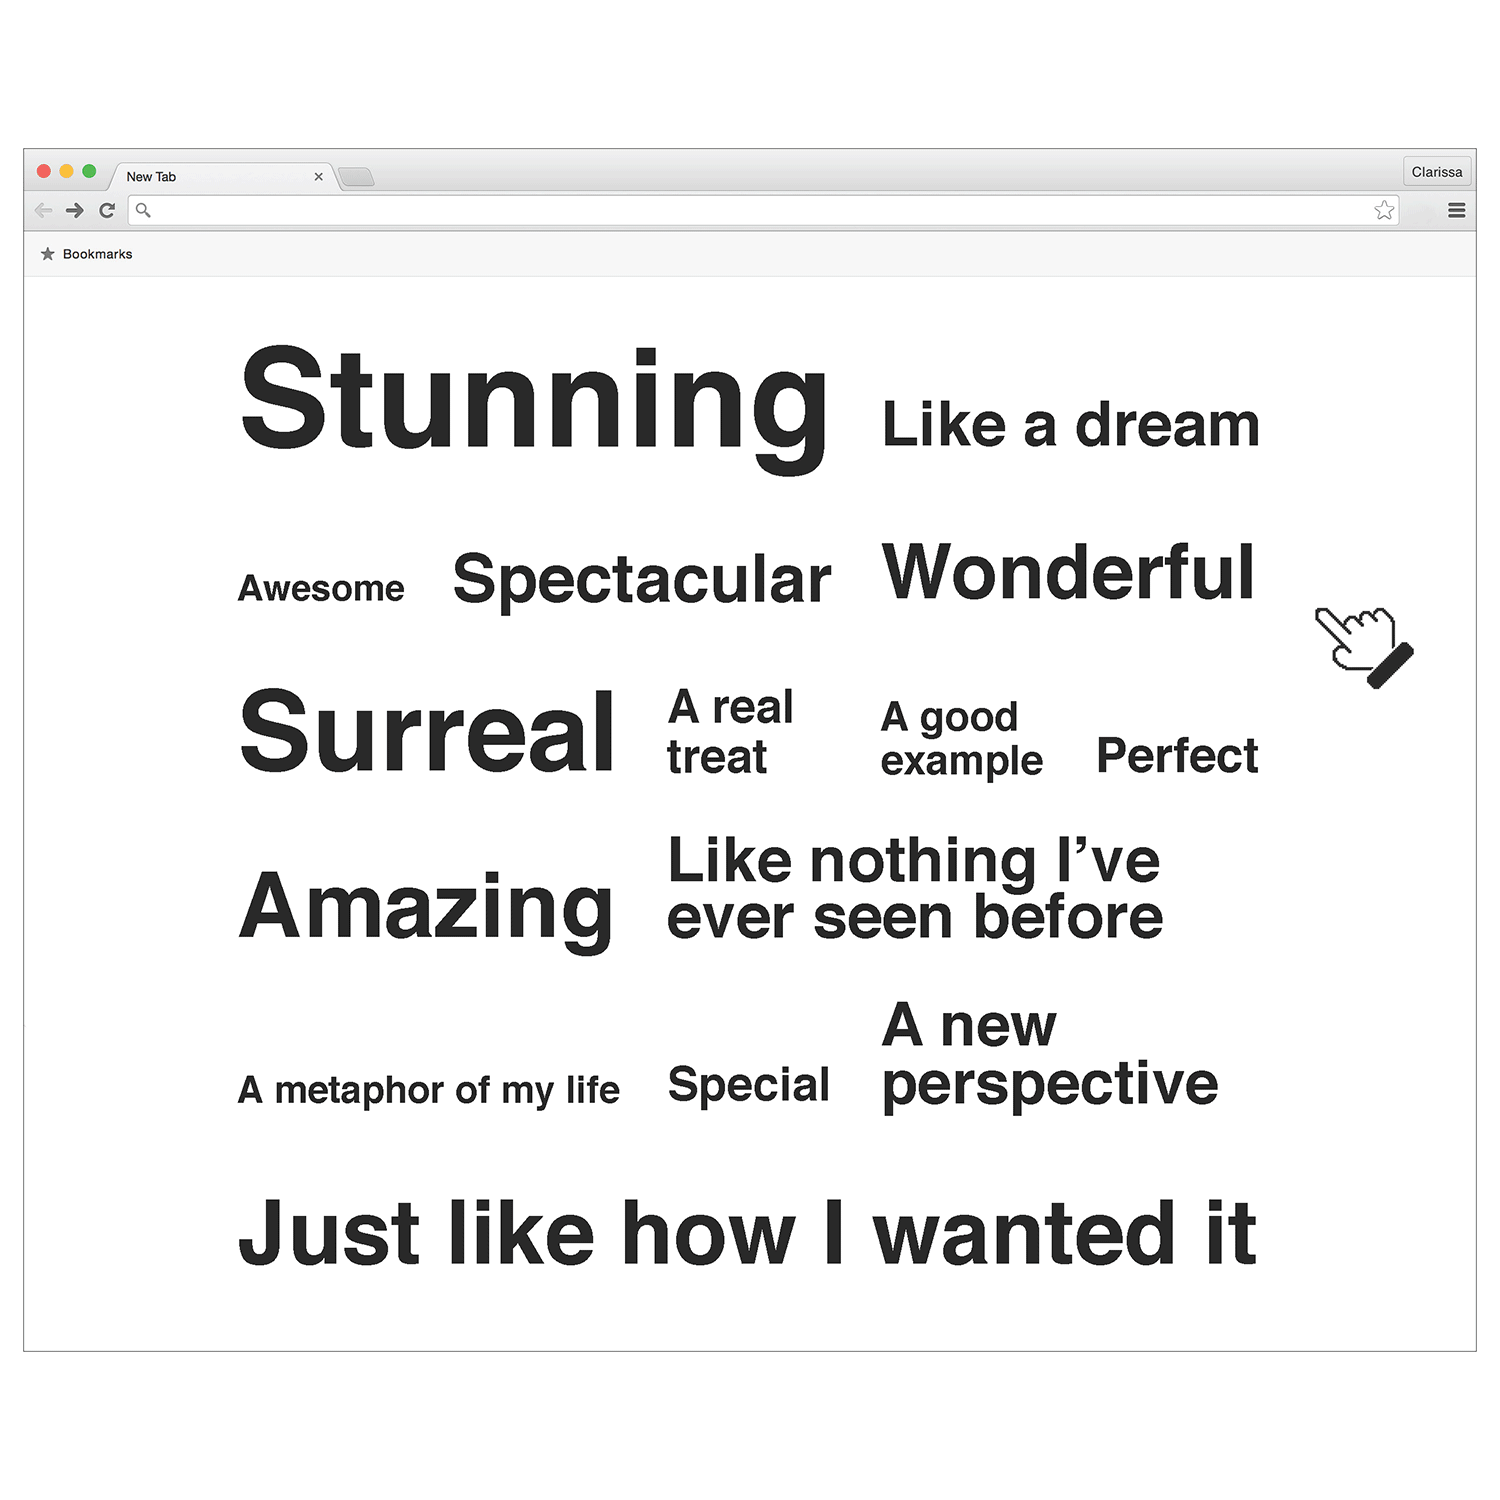 New Tab
Clarissa
Bookmarks
Stunning
Like a dream
Awesome
Spectacular
Wonderful
Surreal
A real
treat
A good
example
Perfect
Amazing
Like nothing I’ve
ever seen before
A metaphor of my life
Special
A new
perspective
Just like how I wanted it